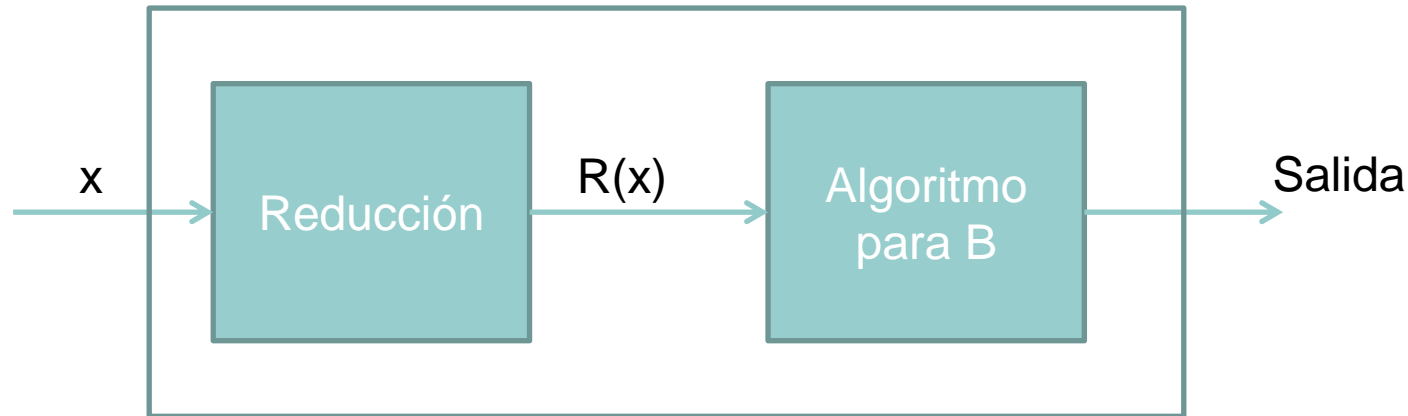 x
Reducción
R(x)
Algoritmo
para B
Salida